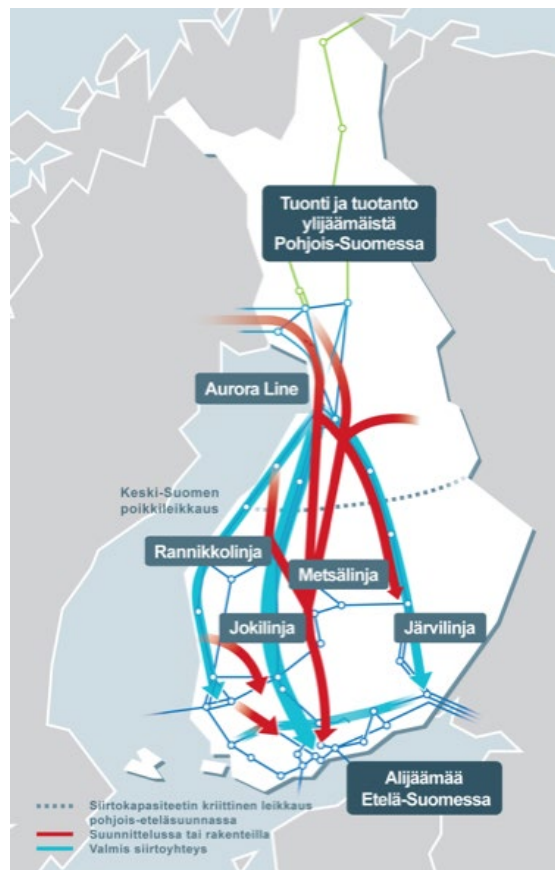 Tuonti ja tuotanto
ylijäämäistä
Pohjois-Suomessa
Aurora Line
Keski-Suomen
poikkileikkaus
Rannikkolinja
Metsälinja
Jokilinja
Järvilinja
Alijäämää
Etelä-Suomessa
Siirtokapasiteetin kriittinen leikkaus
pohjois-eteläsuunnassa
Suunnittelussa tai rakenteilla
Valmis siirtoyhteys